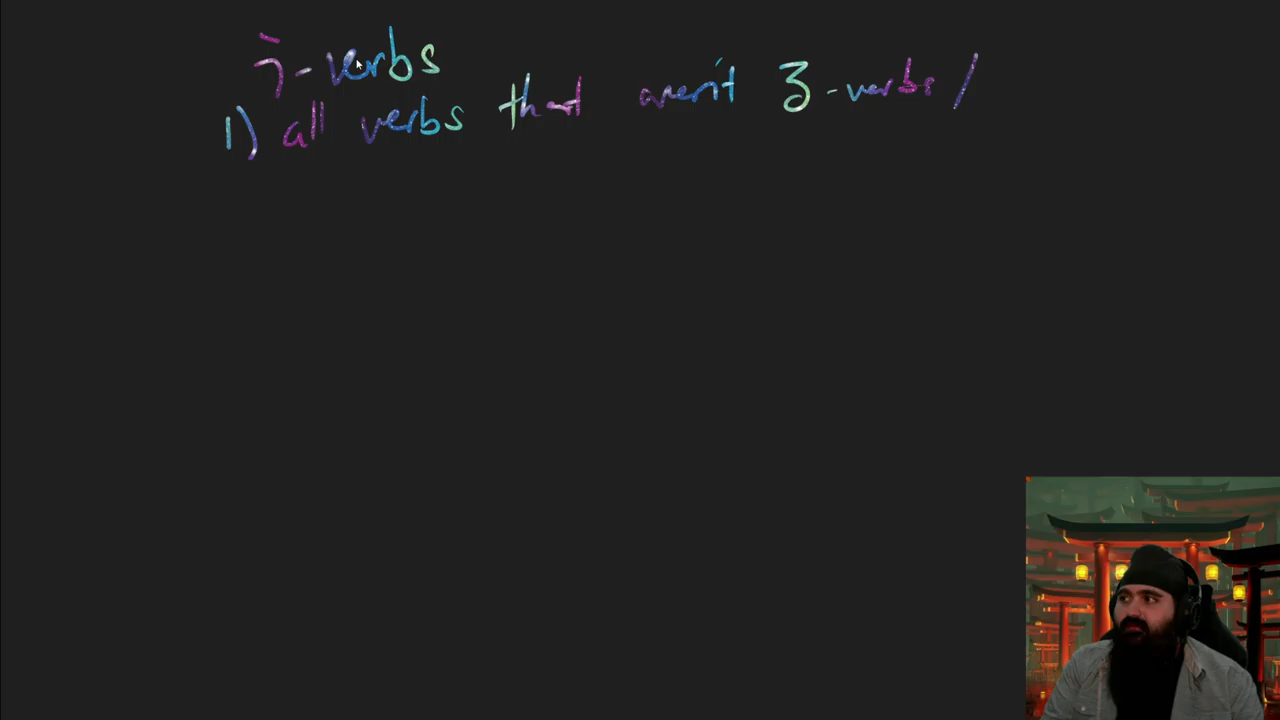 う-verbs
1) all verbs that aren't る-verbs /